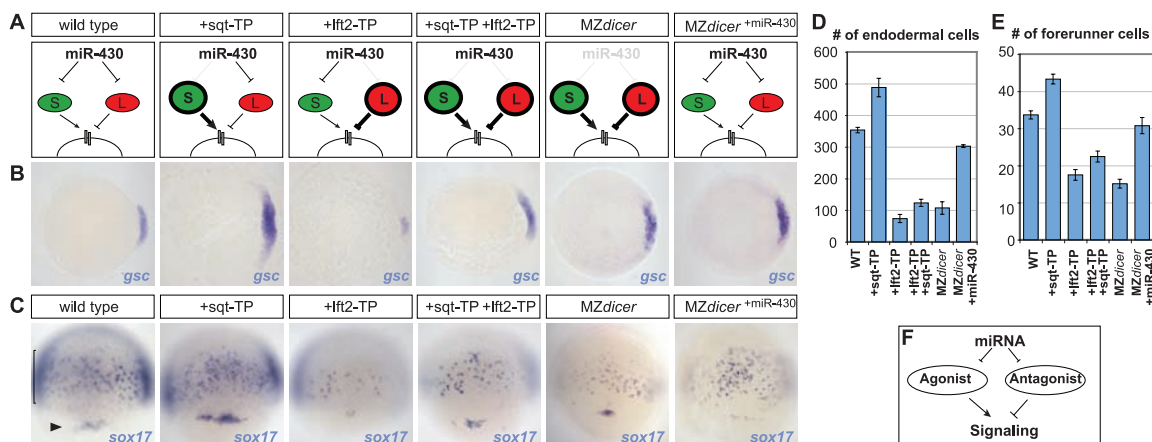 A
wild type
+sqt-TP
+lft2-TP
+sqt-TP +lft2-TP
MZdicer
MZdicer +miR-430
miR-430
S
L
miR-430
S
L
miR-430
S
L
miR-430
S
L
miR-430
S
L
miR-430
S
L
B
gsc
gsc
gsc
gsc
gsc
gsc
C
wild type
+sqt-TP
+lft2-TP
+sqt-TP +lft2-TP
MZdicer
MZdicer +miR-430
sox17
sox17
sox17
sox17
sox17
sox17
D
# of endodermal cells
600
500
400
300
200
100
0
WT
+sqt-TP
+lft2-TP
+lft2-TP
+sqt-TP
MZdicer
MZdicer
+miR-430
E
# of forerunner cells
50
40
30
20
10
0
WT
+sqt-TP
+lft2-TP
+lft2-TP
+sqt-TP
MZdicer
MZdicer
+miR-430
F
miRNA
Agonist
Antagonist
Signaling